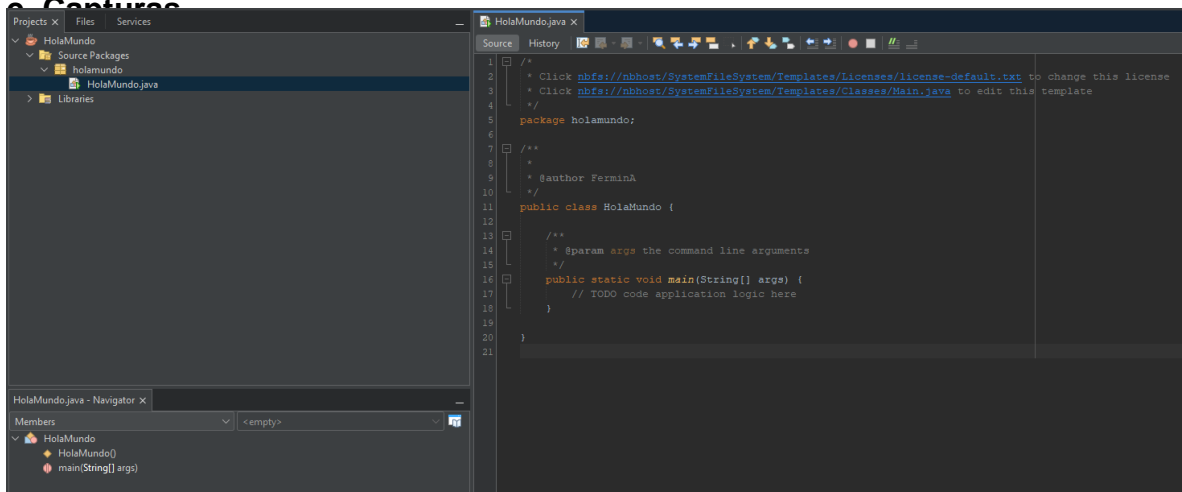 c. Capturas
Projects Files Services
HolaMundo
Source Packages
holamundo
HolaMundo.java
Libraries
HolaMundo.java - Navigator
Members <empty>
HolaMundo
HolaMundo()
main(String[] args)
HolaMundo.java
Source History
1 /*
2 * Click nbfs://nbhost/SystemFileSystem/Templates/Licenses/license-default.txt to change this license
3 * Click nbfs://nbhost/SystemFileSystem/Templates/Classes/Main.java to edit this template
4 */
5 package holamundo;
6
7 /**
8 *
9 * @author FerminA
10 */
11 public class HolaMundo {
12
13 /**
14 * @param args the command line arguments
15 */
16 public static void main(String[] args) {
17 // TODO code application logic here
18 }
19
20 }
21